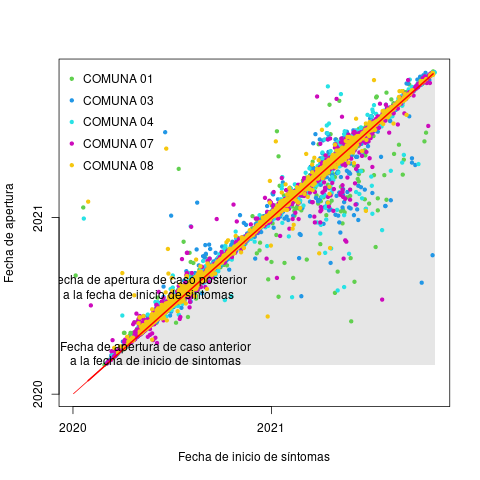 COMUNA 01
COMUNA 03
COMUNA 04
COMUNA 07
COMUNA 08
Fecha de apertura
2021
2020
echa de apertura de caso posterior
a la fecha de inicio de síntomas
Fecha de apertura de caso anterior
a la fecha de inicio de sintomas
2020
2021
Fecha de inicio de síntomas